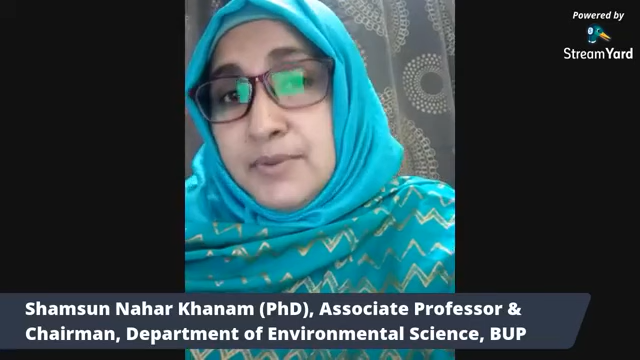 Powered by
StreamYard
Shamsun Nahar Khanam (PhD), Associate Professor &
Chairman, Department of Environmental Science, BUP